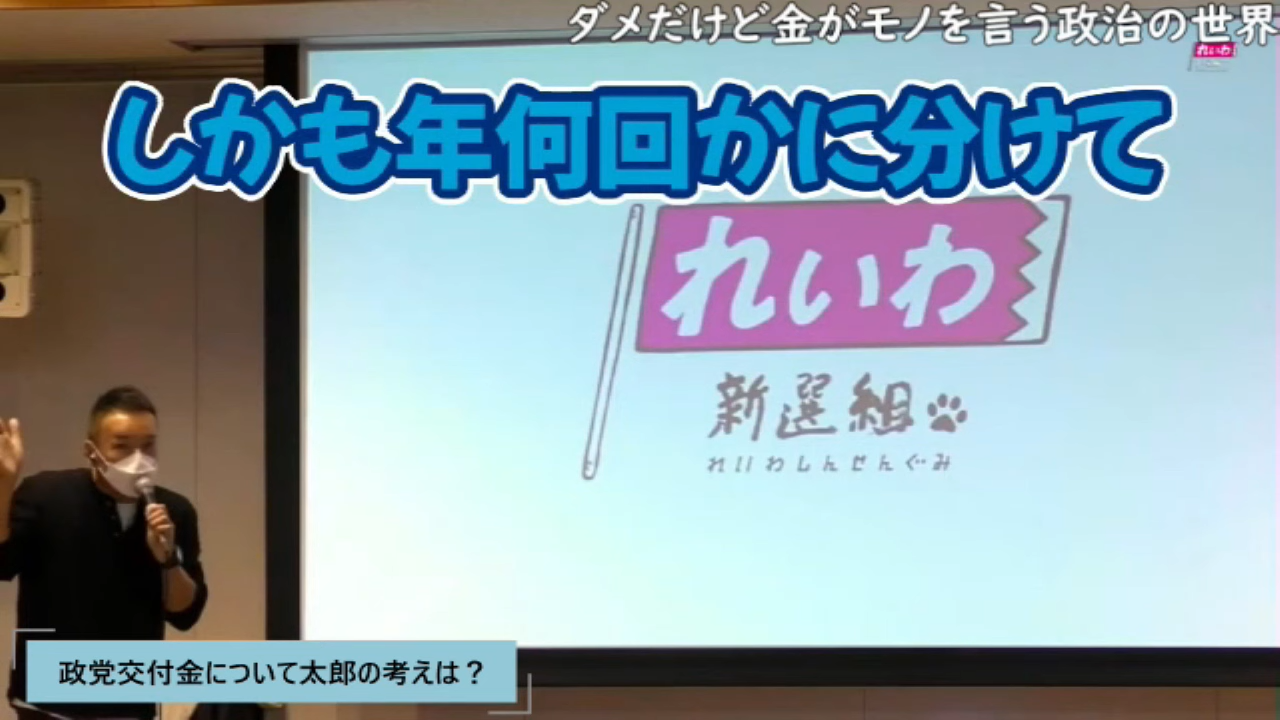 ダメだけど金がモノを言う政治の世界
れいわ
しかも年何回かに分けて
れいわ
新選組
れいわしんせんぐみ
政党交付金について太郎の考えは?